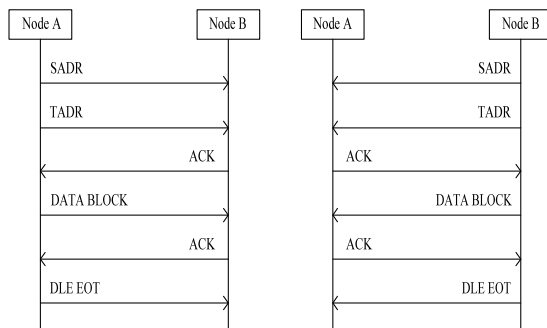 Node A Node B Node A Node B
SADR SADR
TADR TADR
ACK ACK
DATA BLOCK DATA BLOCK
ACK ACK
DLE EOT DLE EOT